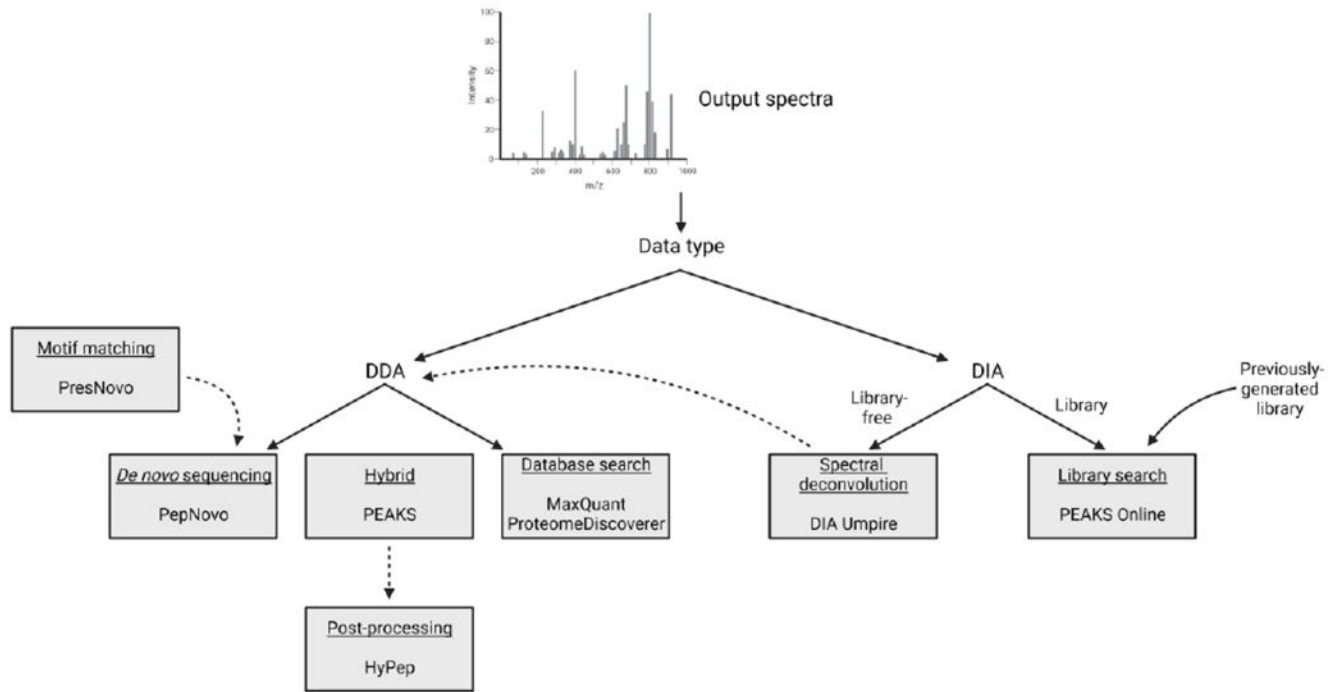 100
80
60
40
20
0
Intensity
200 400 600 800 1000
m/z
Output spectra
Data type
Motif matching
PresNovo
DDA
DIA
Library-
free
Library
Previously-
generated
library
De novo sequencing
PepNovo
Hybrid
PEAKS
Database search
MaxQuant
ProteomeDiscoverer
Spectral
deconvolution
DIA Umpire
Library search
PEAKS Online
Post-processing
HyPep